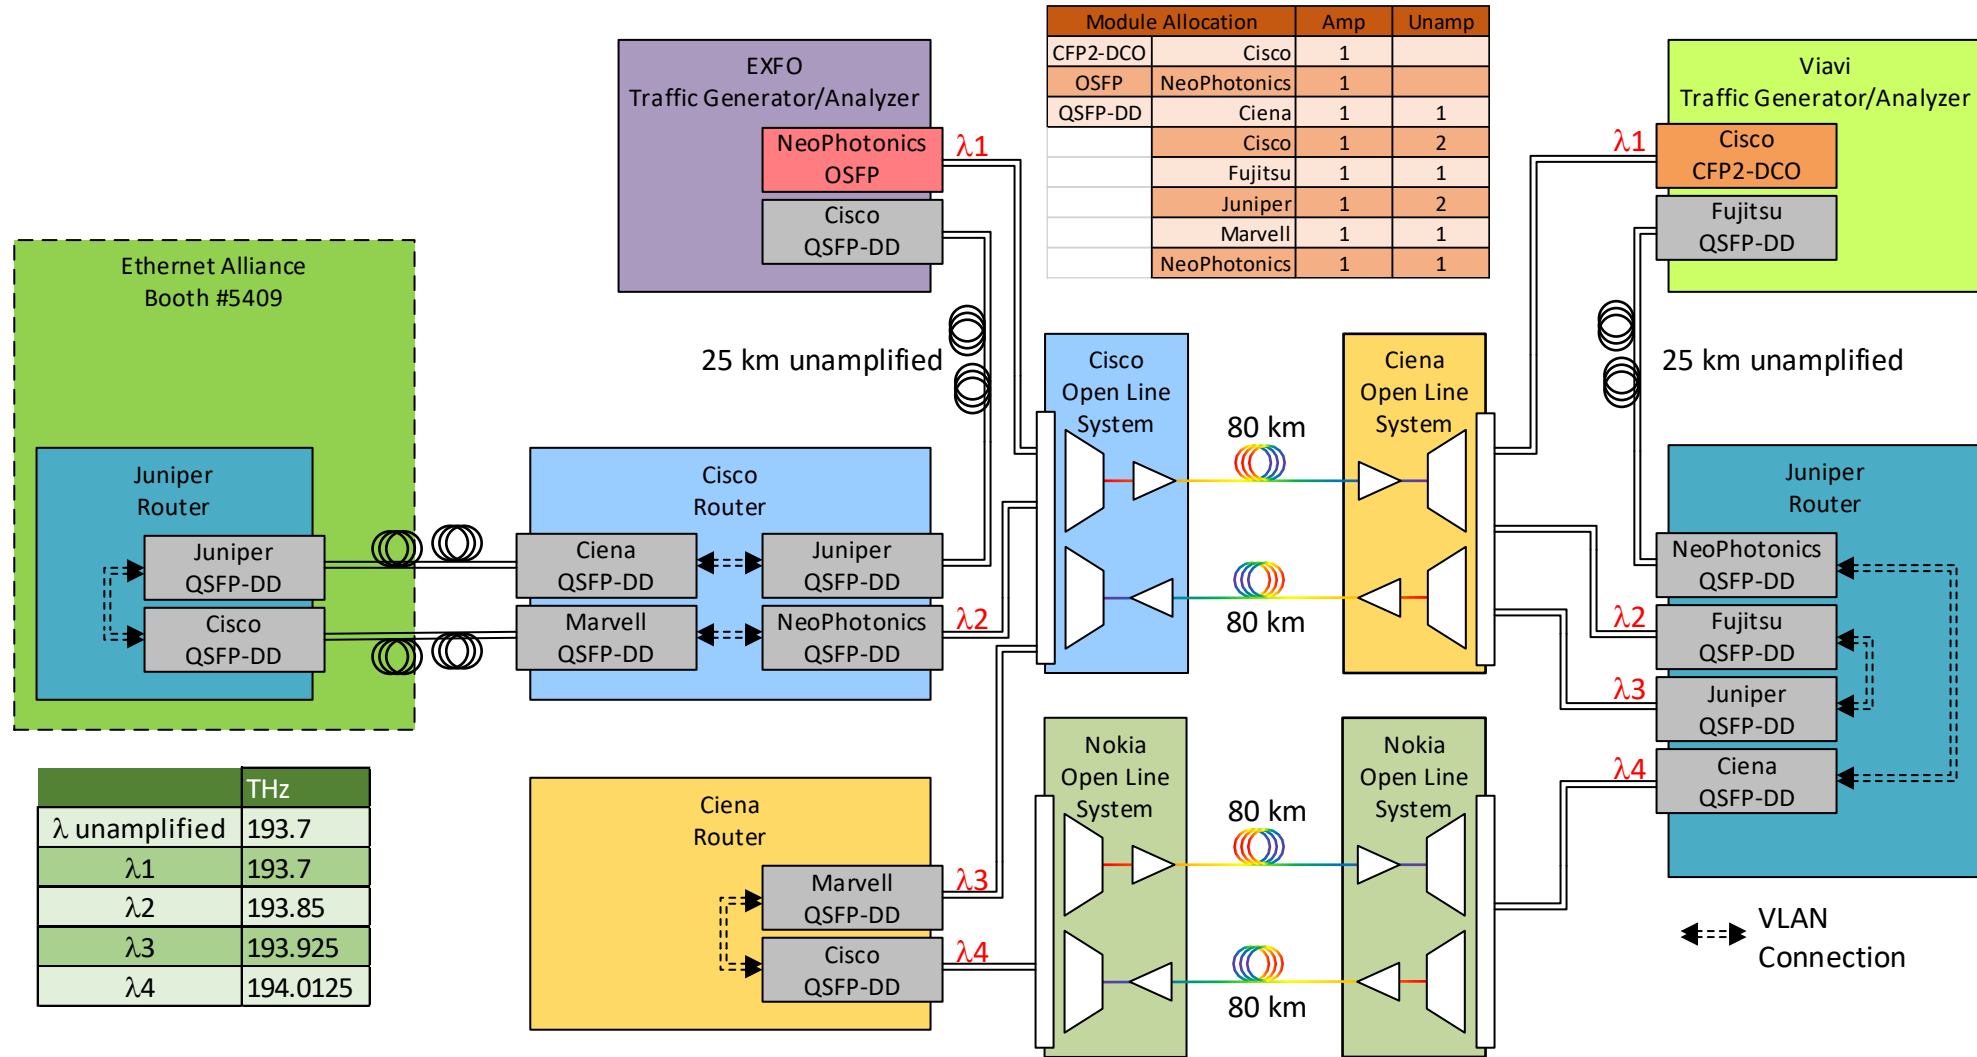 EXFO
Traffic Generator/Analyzer
NeoPhotonics
OSFP
Cisco
QSFP-DD
λ1
25 km unamplified
Module Allocation Amp Unamp
CFP2-DCO Cisco 1
OSFP NeoPhotonics 1
QSFP-DD Ciena 1 1
Cisco 1 2
Fujitsu 1 1
Juniper 1 2
Marvell 1 1
NeoPhotonics 1 1
Viavi
Traffic Generator/Analyzer
λ1
Cisco
CFP2-DCO
Fujitsu
QSFP-DD
25 km unamplified
Ethernet Alliance
Booth #5409
Juniper
Router
Juniper
QSFP-DD
Cisco
QSFP-DD
Cisco
Router
Ciena
QSFP-DD
Juniper
QSFP-DD
Marvell
QSFP-DD
NeoPhotonics
QSFP-DD
λ2
Cisco
Open Line
System
80 km
80 km
Ciena
Open Line
System
Juniper
Router
NeoPhotonics
QSFP-DD
λ2
Fujitsu
QSFP-DD
λ3
Juniper
QSFP-DD
λ4
Ciena
QSFP-DD
THz
λ unamplified 193.7
λ1 193.7
λ2 193.85
λ3 193.925
λ4 194.0125
Ciena
Router
Marvell
QSFP-DD
λ3
Cisco
QSFP-DD
λ4
Nokia
Open Line
System
80 km
80 km
Nokia
Open Line
System
VLAN
Connection